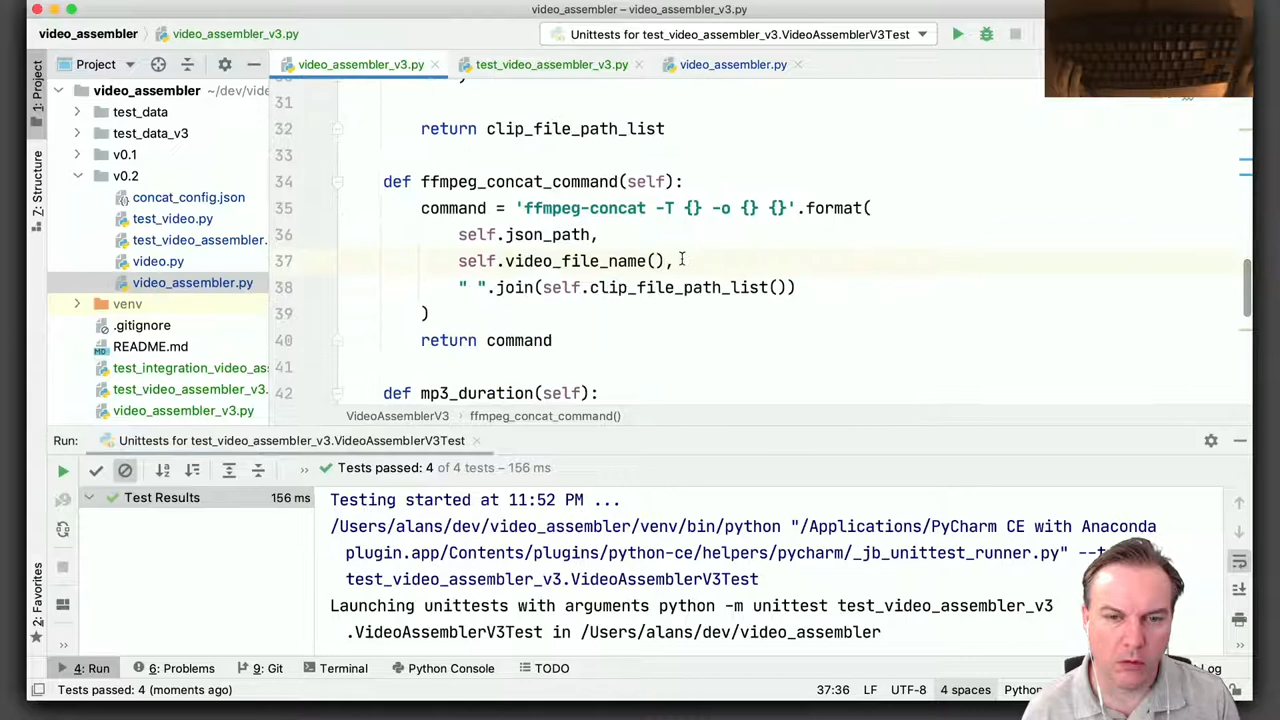 video_assembler – video_assembler_v3.py
video_assembler
video_assembler_v3.py
Unittests for test_video_assembler_v3.VideoAssemblerV3Test
1: Project
Project
video_assembler_v3.py
test_video_assembler_v3.py
video_assembler.py
video_assembler ~/dev/vide
test_data
test_data_v3
v0.1
v0.2
concat_config.json
test_video.py
test_video_assembler.
video.py
video_assembler.py
venv
.gitignore
README.md
test_integration_video_as
test_video_assembler_v3.
video_assembler_v3.py
Z: Structure
2: Favorites
31
32 return clip_file_path_list
33
34 def ffmpeg_concat_command(self):
35 command = 'ffmpeg-concat -T {} -o {} {}'.format(
36 self.json_path,
37 self.video_file_name(),
38 " ".join(self.clip_file_path_list())
39 )
40 return command
41
42 def mp3_duration(self):
VideoAssemblerV3 ffmpeg_concat_command()
Run: Unittests for test_video_assembler_v3.VideoAssemblerV3Test
Tests passed: 4 of 4 tests – 156 ms
Test Results 156 ms
Testing started at 11:52 PM ...
/Users/alans/dev/video_assembler/venv/bin/python "/Applications/PyCharm CE with Anaconda
plugin.app/Contents/plugins/python-ce/helpers/pycharm/_jb_unittest_runner.py" --t
test_video_assembler_v3.VideoAssemblerV3Test
Launching unittests with arguments python -m unittest test_video_assembler_v3
.VideoAssemblerV3Test in /Users/alans/dev/video_assembler
4: Run
6: Problems
9: Git
Terminal
Python Console
TODO
Log
Tests passed: 4 (moments ago)
37:36 LF UTF-8 4 spaces Python